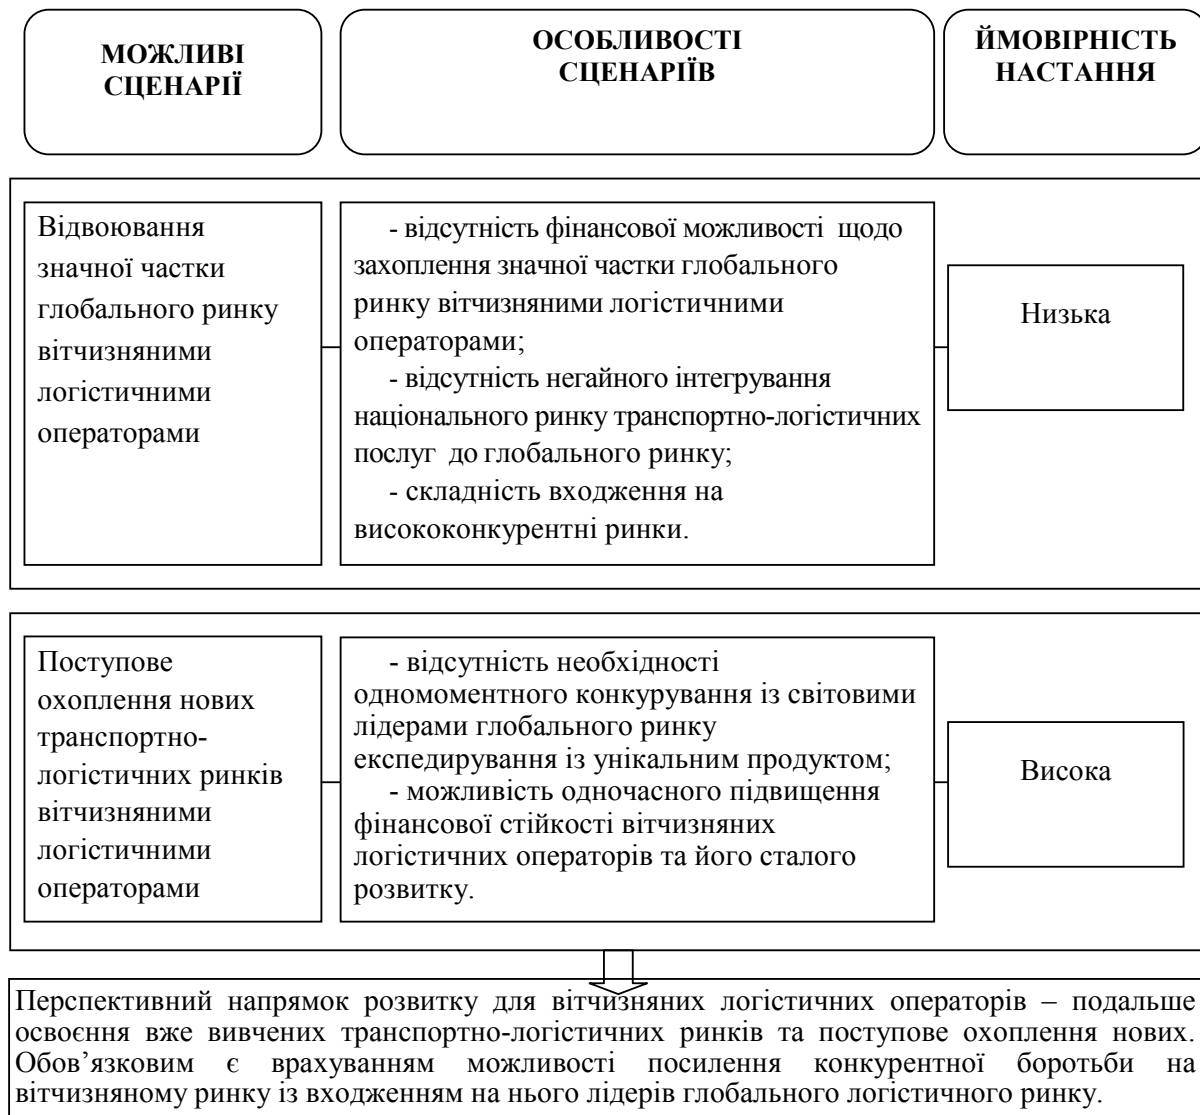 МОЖЛИВІ
СЦЕНАРІЇ
ОСОБЛИВОСТІ
СЦЕНАРІЇВ
ЙМОВІРНІСТЬ
НАСТАННЯ
Відвоювання
значної частки
глобального ринку
вітчизняними
логістичними
операторами
- відсутність фінансової можливості щодо
захоплення значної частки глобального
ринку вітчизняними логістичними
операторами;
- відсутність негайного інтегрування
національного ринку транспортно-логістичних
послуг до глобального ринку;
- складність входження на
висококонкурентні ринки.
Низька
Поступове
охоплення нових
транспортно-
логістичних ринків
вітчизняними
логістичними
операторами
- відсутність необхідності
одномоментного конкурування із світовими
лідерами глобального ринку
експедирування із унікальним продуктом;
- можливість одночасного підвищення
фінансової стійкості вітчизняних
логістичних операторів та його сталого
розвитку.
Висока
Перспективний напрямок розвитку для вітчизняних логістичних операторів – подальше
освоєння вже вивчених транспортно-логістичних ринків та поступове охоплення нових.
Обов’язковим є врахуванням можливості посилення конкурентної боротьби на
вітчизняному ринку із входженням на нього лідерів глобального логістичного ринку.